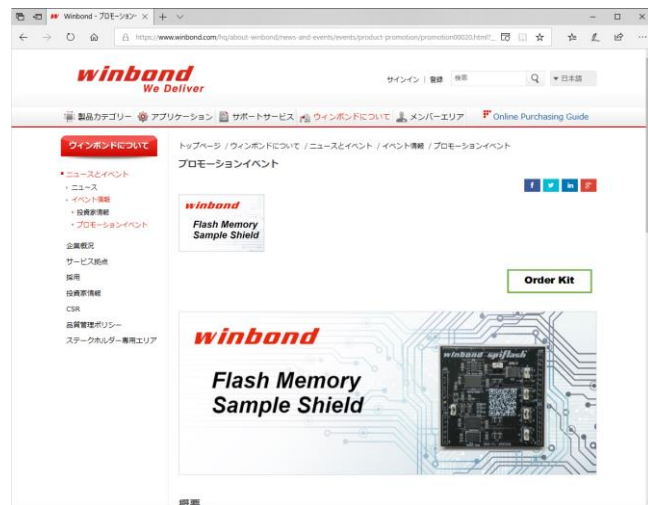 Winbond - プロモーション
https://www.winbond.com/hq/about-winbond/news-and-events/events/product-promotion/promotion00020.html?_
winbond
We Deliver
サインイン | 登録 検索 日本語
製品カテゴリー アプリケーション サポートサービス ウィンボンドについて メンバーエリア Online Purchasing Guide
ウィンボンドについて
トップページ / ウィンボンドについて / ニュースとイベント / イベント情報 / プロモーションイベント
プロモーションイベント
ニュースとイベント
ニュース
イベント情報
投資家情報
プロモーションイベント
企業概況
サービス拠点
採用
投資家情報
CSR
品質管理ポリシー
ステークホルダー専用エリア
winbond
Flash Memory
Sample Shield
Order Kit
winbond
Flash Memory
Sample Shield
winbond spiflash
概要